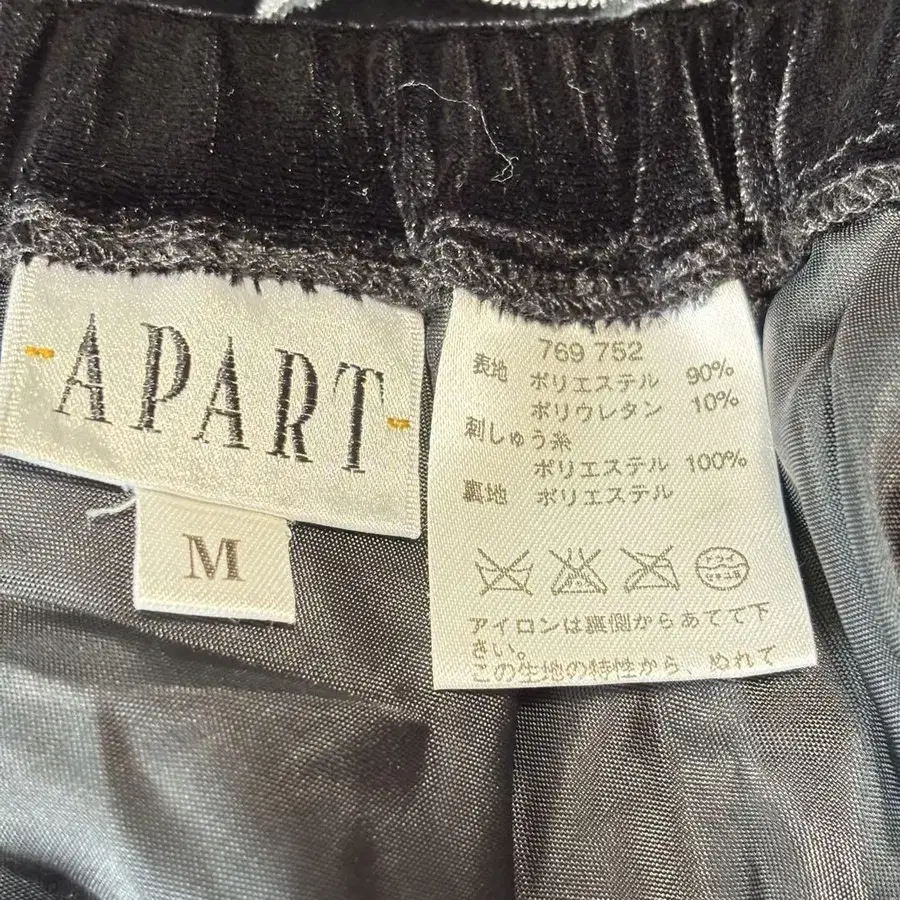 -APART-
M
769 752
表地 ポリエステル 90%
ポリウレタン 10%
刺しゅう糸
ポリエステル 100%
裏地 ポリエステル
アイロンは裏側からあてて下
さい。
この生地の特性から、ぬれて